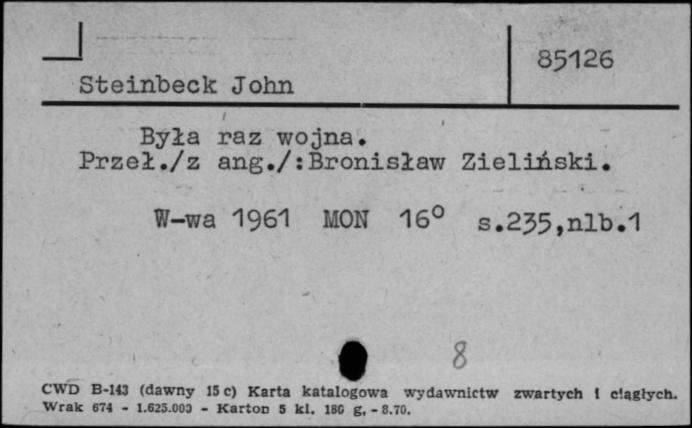 85126
Steinbeck John
Była raz wojna.
Przeł./z ang./:Bronisław Zieliński.
W-wa 1961 MON 16° s.235,nlb.1
8
CWD B-143 (dawny 15 c) Karta katalogowa wydawnictw zwartych i ciągłych.
Wrak 674 - 1.625.000 - Karton 5 kl. 180 g, - 8.70.